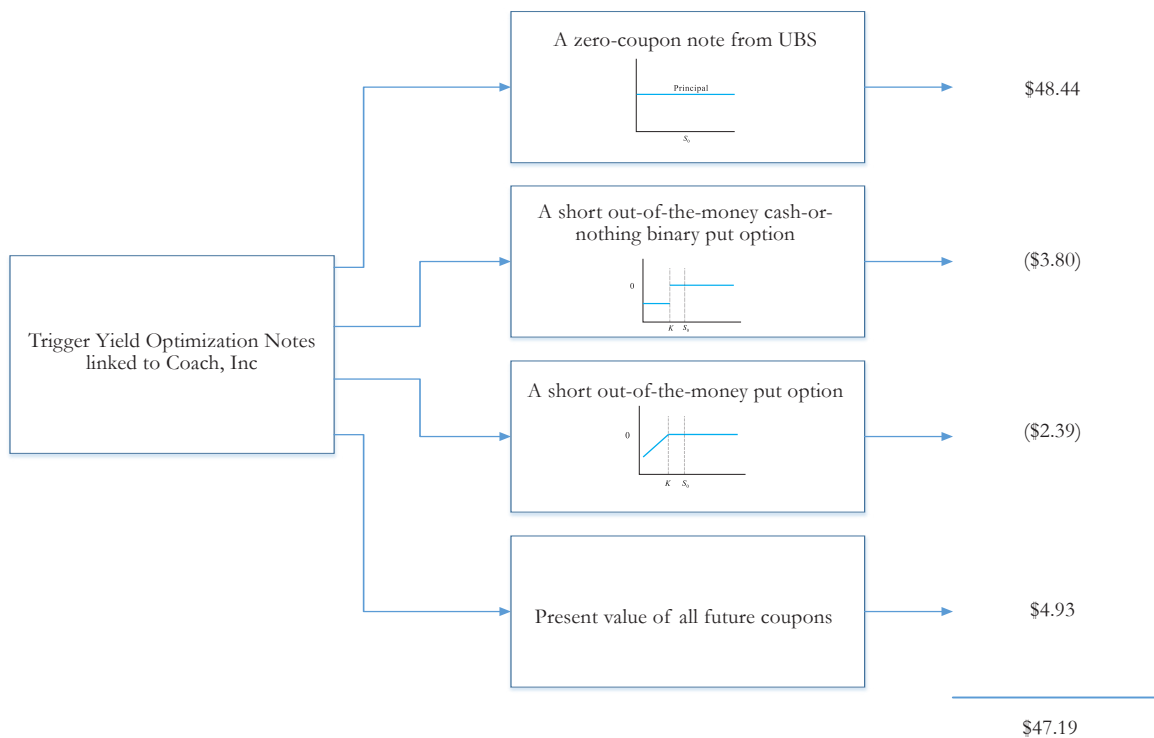 A zero-coupon note from UBS
Principal
S0
$48.44
A short out-of-the-money cash-or-
nothing binary put option
0
K S0
($3.80)
Trigger Yield Optimization Notes
linked to Coach, Inc
A short out-of-the-money put option
0
K S0
($2.39)
Present value of all future coupons
$4.93
$47.19